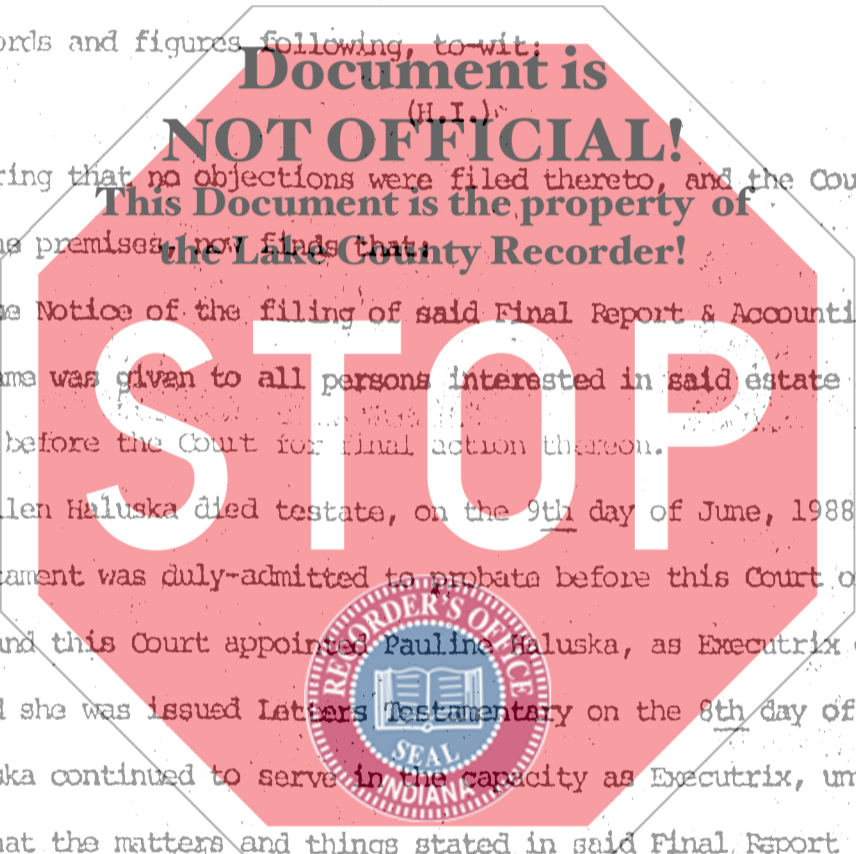 ords and figures following, to-wit:
Document is
(H.I.)
NOT OFFICIAL!
ring that no objections were filed thereto, and the Cou
This Document is the property of
e premises, now finds that:
the Lake County Recorder!
e Notice of the filing of said Final Report & Accounti
ame was given to all persons interested in said estate
before the Court for final action thereon.
STOP
llen Haluska died testate, on the 9th day of June, 1988
tament was duly-admitted to probate before this Court o
RECORDER'S OFFICE
and this Court appointed Pauline Haluska, as Executrix
d she was issued Letters Testamentary on the 8th day of
SEAL
ka continued to serve in the capacity as Executrix, un
INDIANA
hat the matters and things stated in said Final Report